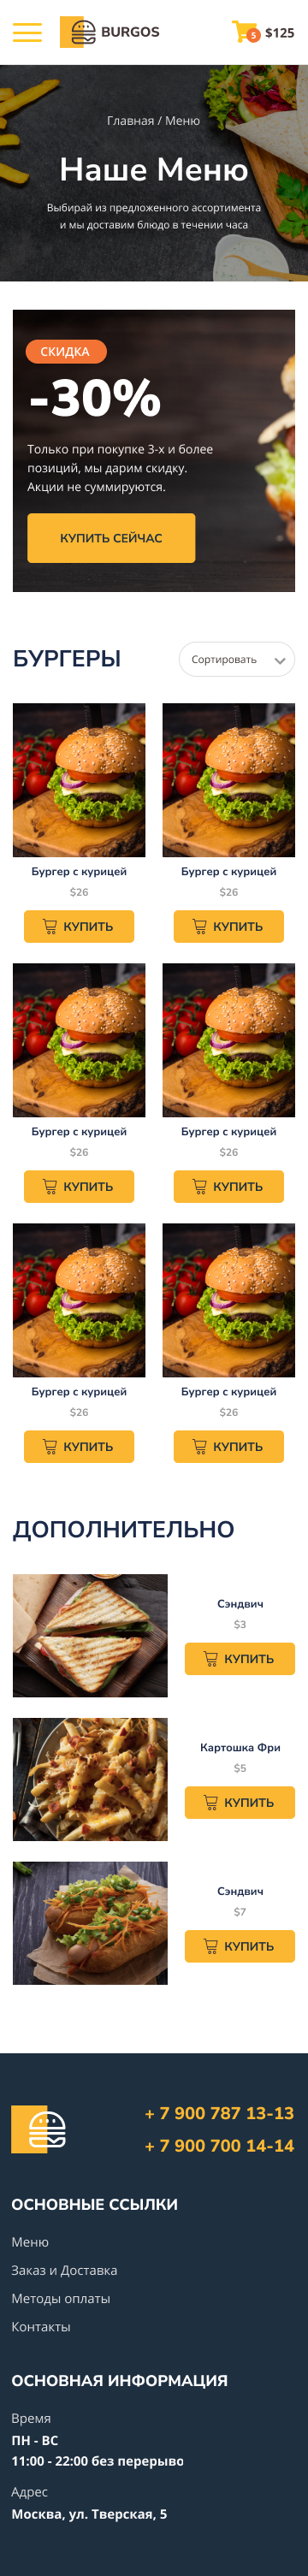 BURGOS
5
$125
Главная / Меню
Наше Меню
Выбирай из предложенного ассортимента
и мы доставим блюдо в течении часа
СКИДКА
-30%
Только при покупке 3-х и более
позиций, мы дарим скидку.
Акции не суммируются.
КУПИТЬ СЕЙЧАС
БУРГЕРЫ
Сортировать
Бургер с курицей
$26
КУПИТЬ
Бургер с курицей
$26
КУПИТЬ
Бургер с курицей
$26
КУПИТЬ
Бургер с курицей
$26
КУПИТЬ
Бургер с курицей
$26
КУПИТЬ
Бургер с курицей
$26
КУПИТЬ
ДОПОЛНИТЕЛЬНО
Сэндвич
$3
КУПИТЬ
Картошка Фри
$5
КУПИТЬ
Сэндвич
$7
КУПИТЬ
+ 7 900 787 13-13
+ 7 900 700 14-14
ОСНОВНЫЕ ССЫЛКИ
Меню
Заказ и Доставка
Методы оплаты
Контакты
ОСНОВНАЯ ИНФОРМАЦИЯ
Время
ПН - ВС
11:00 - 22:00 без перерыво
Адрес
Москва, ул. Тверская, 5